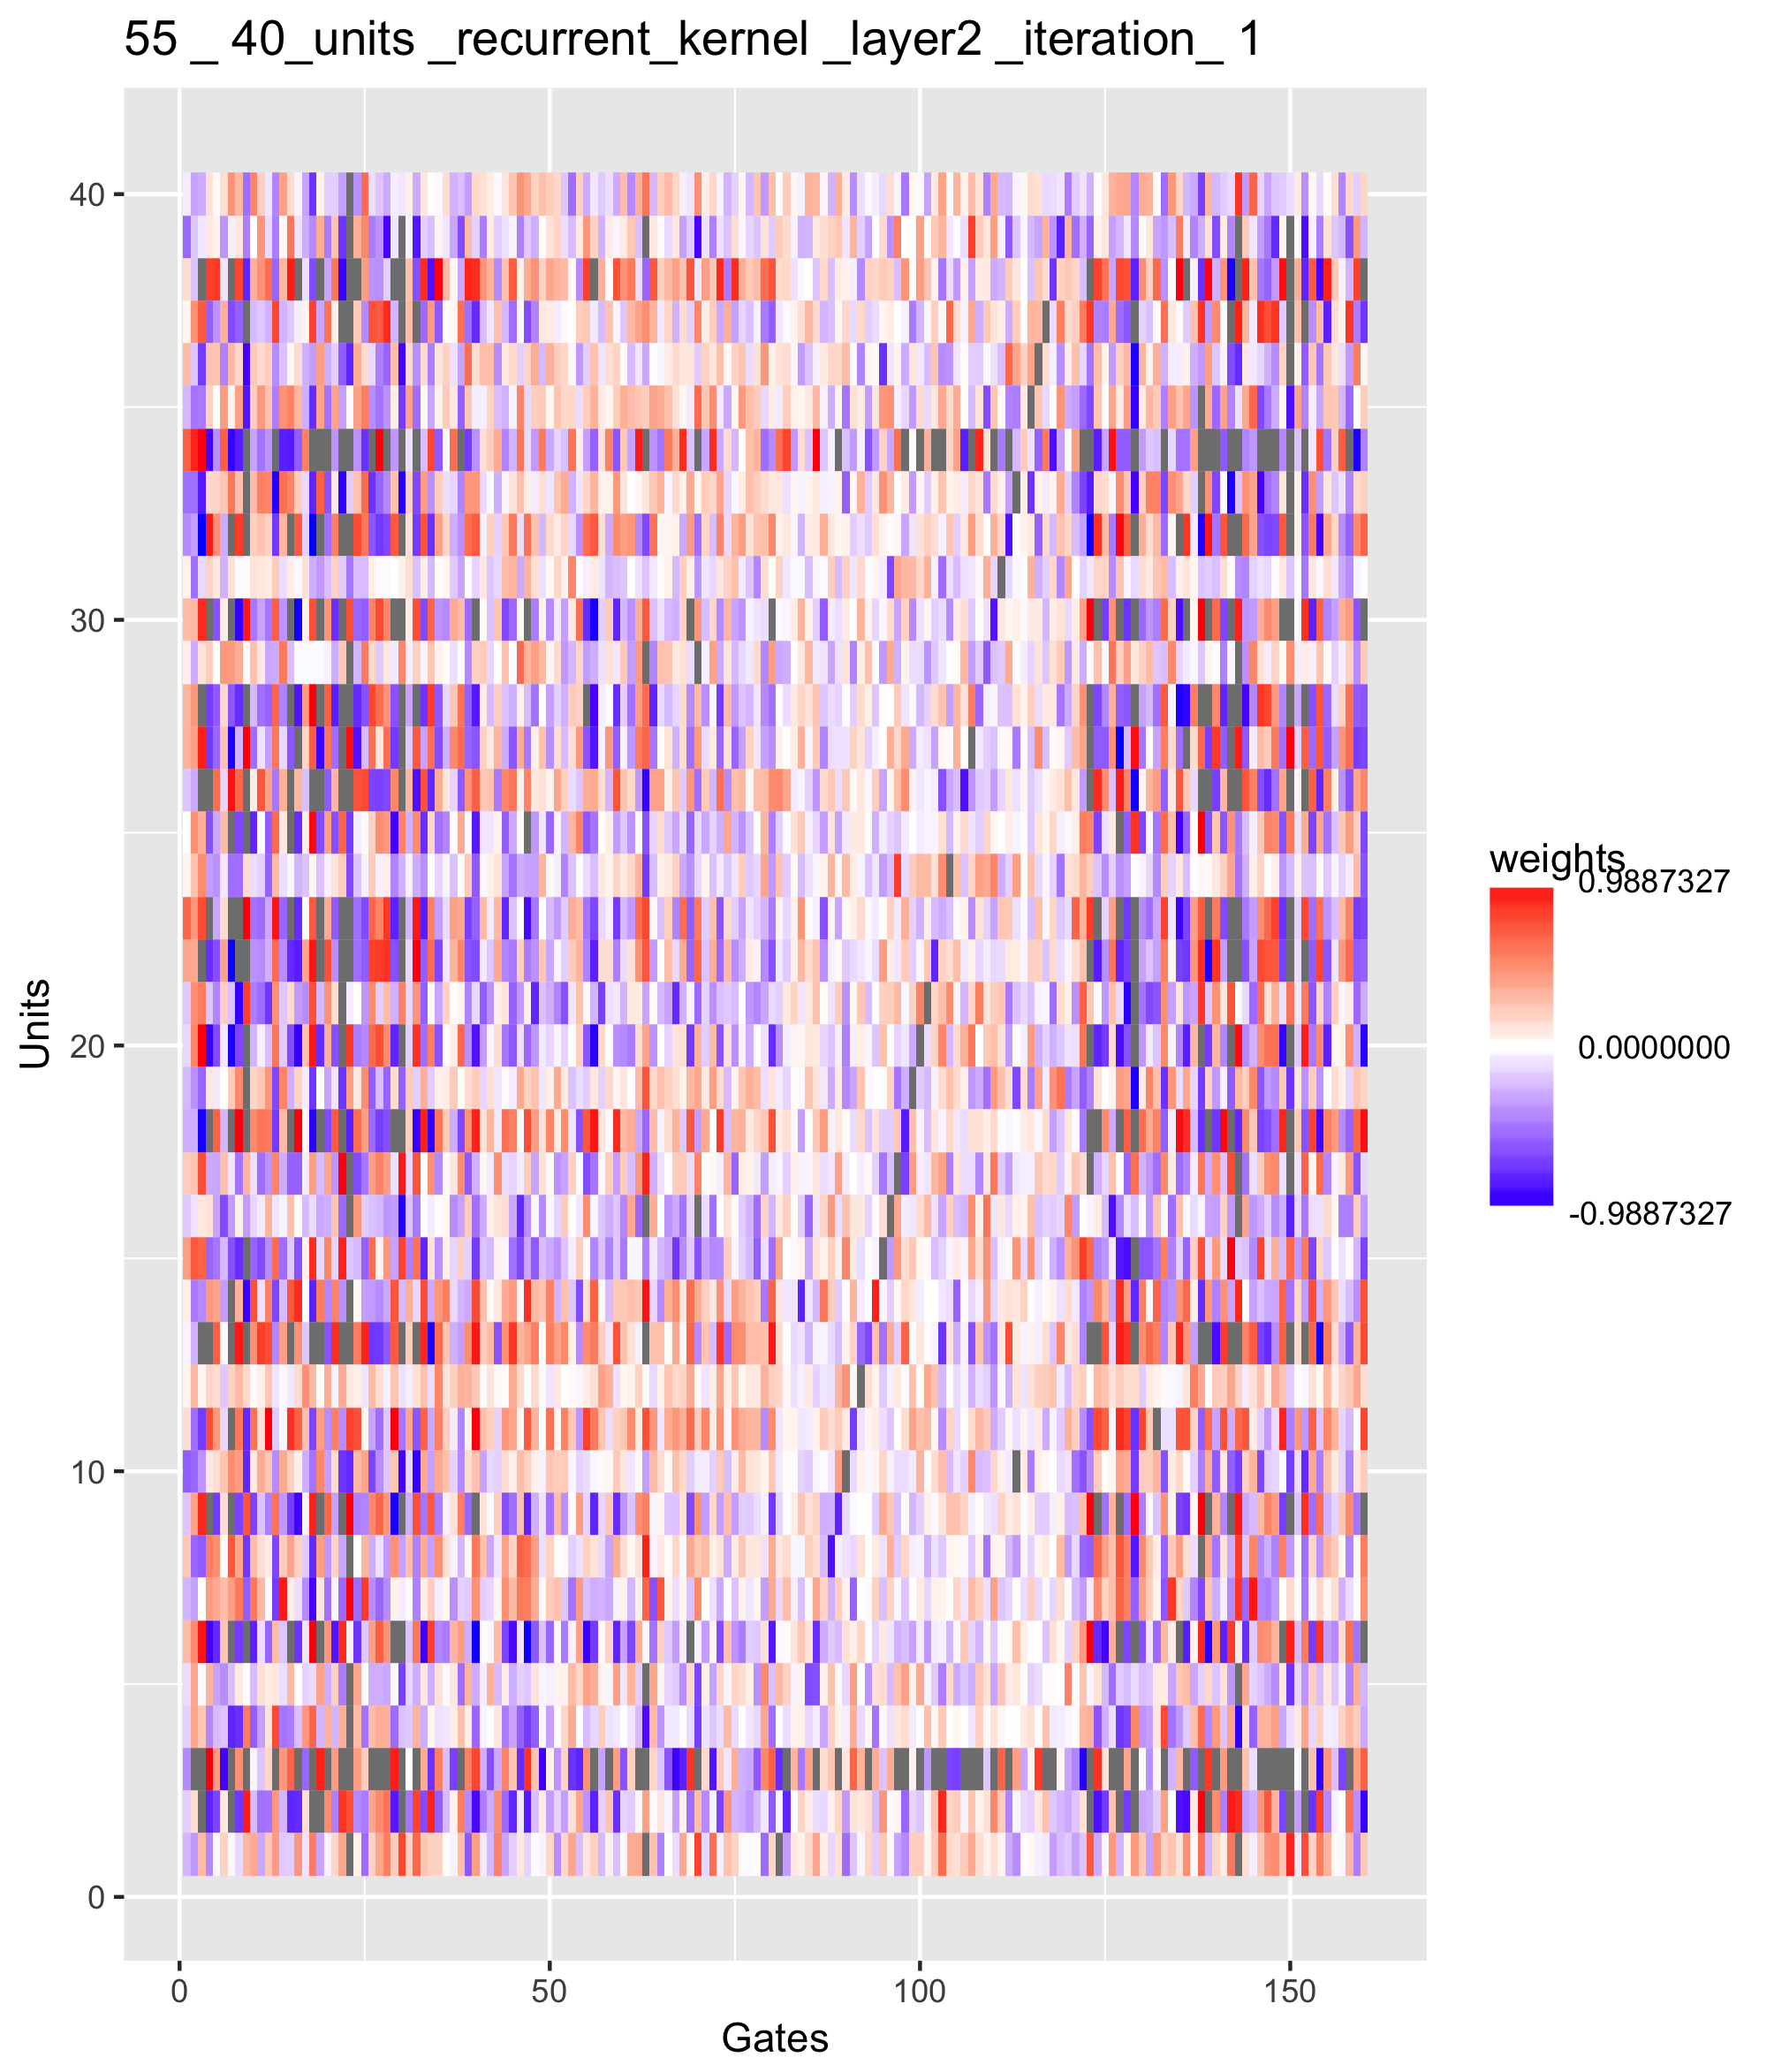 55 _ 40_units _recurrent_kernel _layer2 _iteration_ 1
40
30
20
10
0
Units
0 50 100 150
Gates
weights
0.9887327
0.0000000
-0.9887327